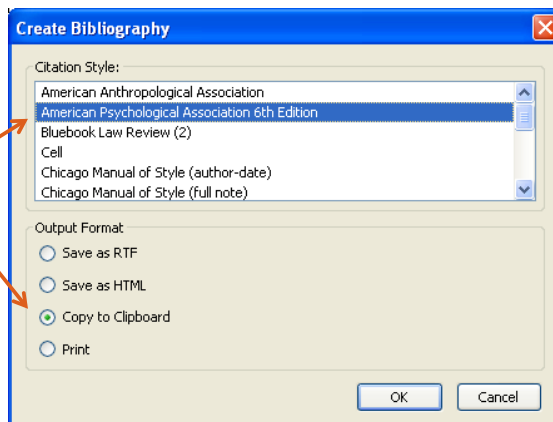 Create Bibliography
Citation Style:
American Anthropological Association
American Psychological Association 6th Edition
Bluebook Law Review (2)
Cell
Chicago Manual of Style (author-date)
Chicago Manual of Style (full note)
Output Format
Save as RTF
Save as HTML
Copy to Clipboard
Print
OK
Cancel